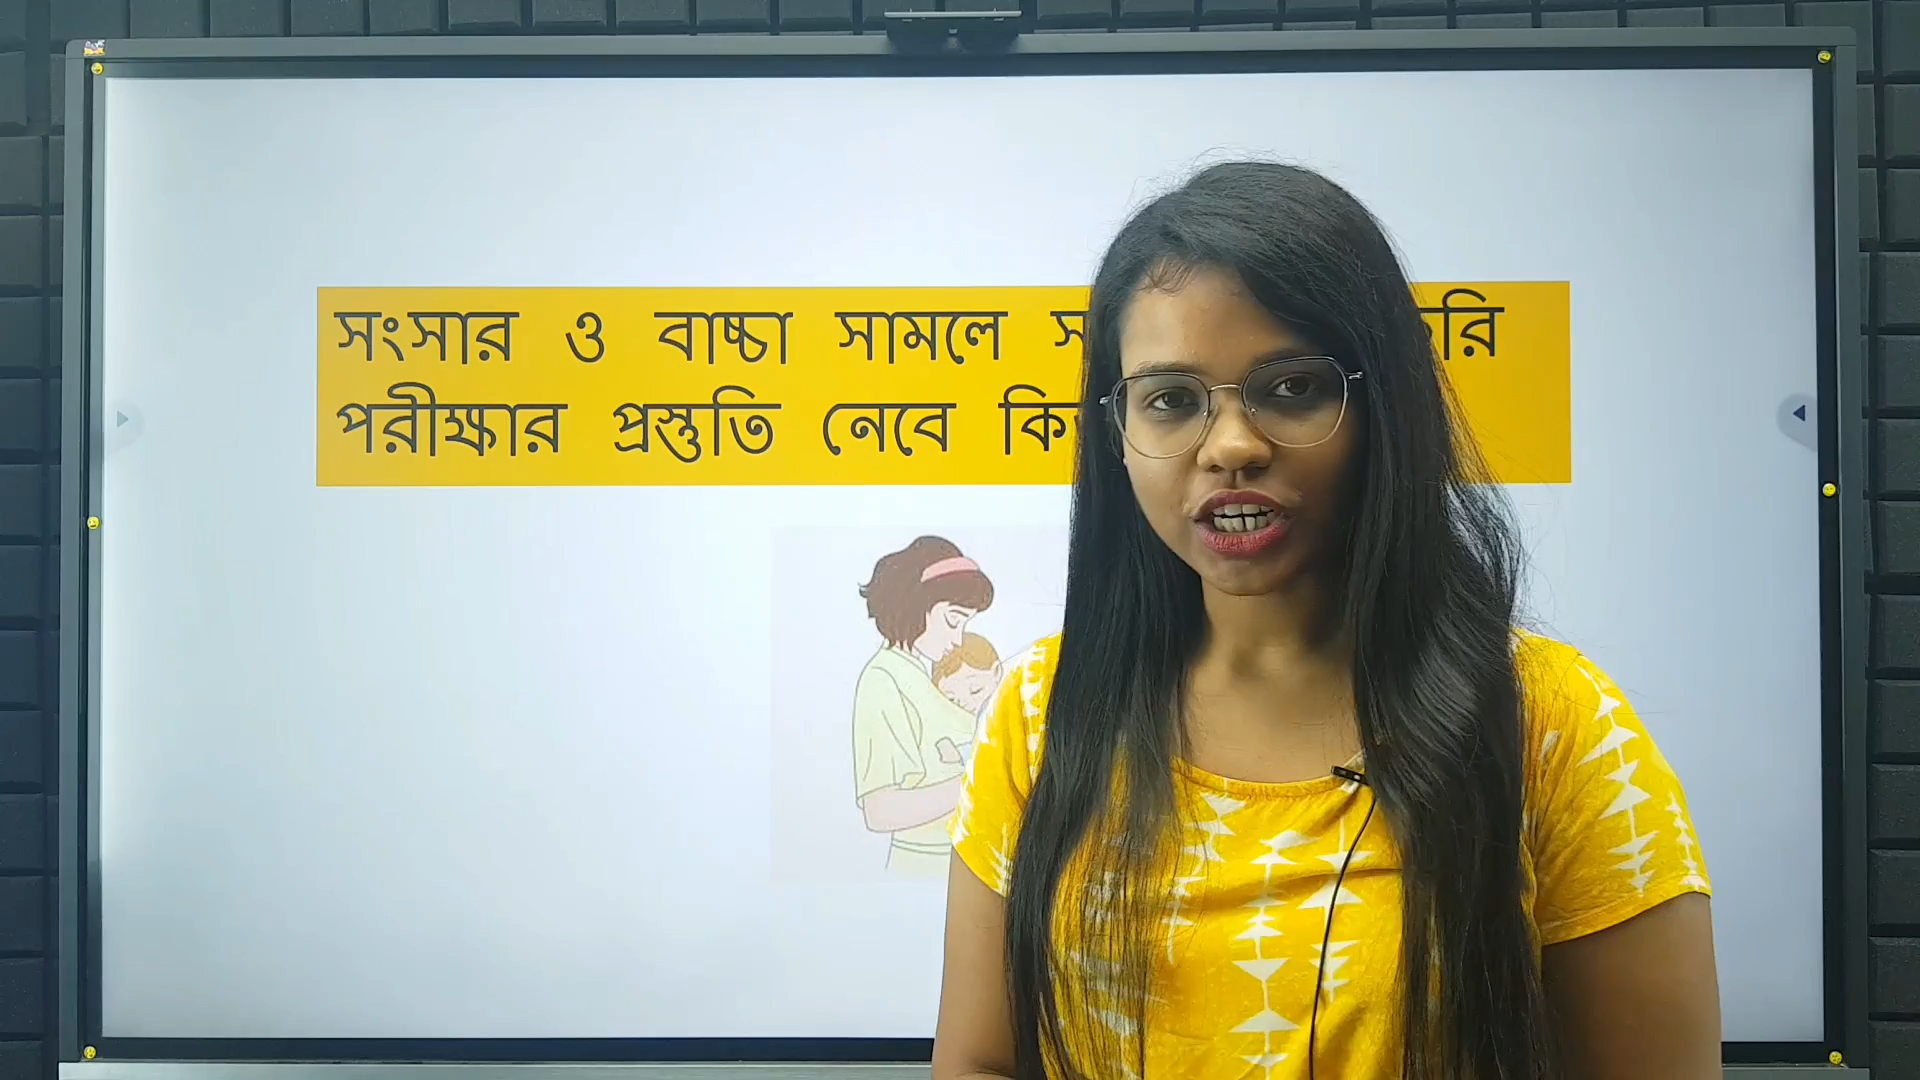 সংসার ও বাচ্চা সামলে
পরীক্ষার প্রস্তুতি নেবে